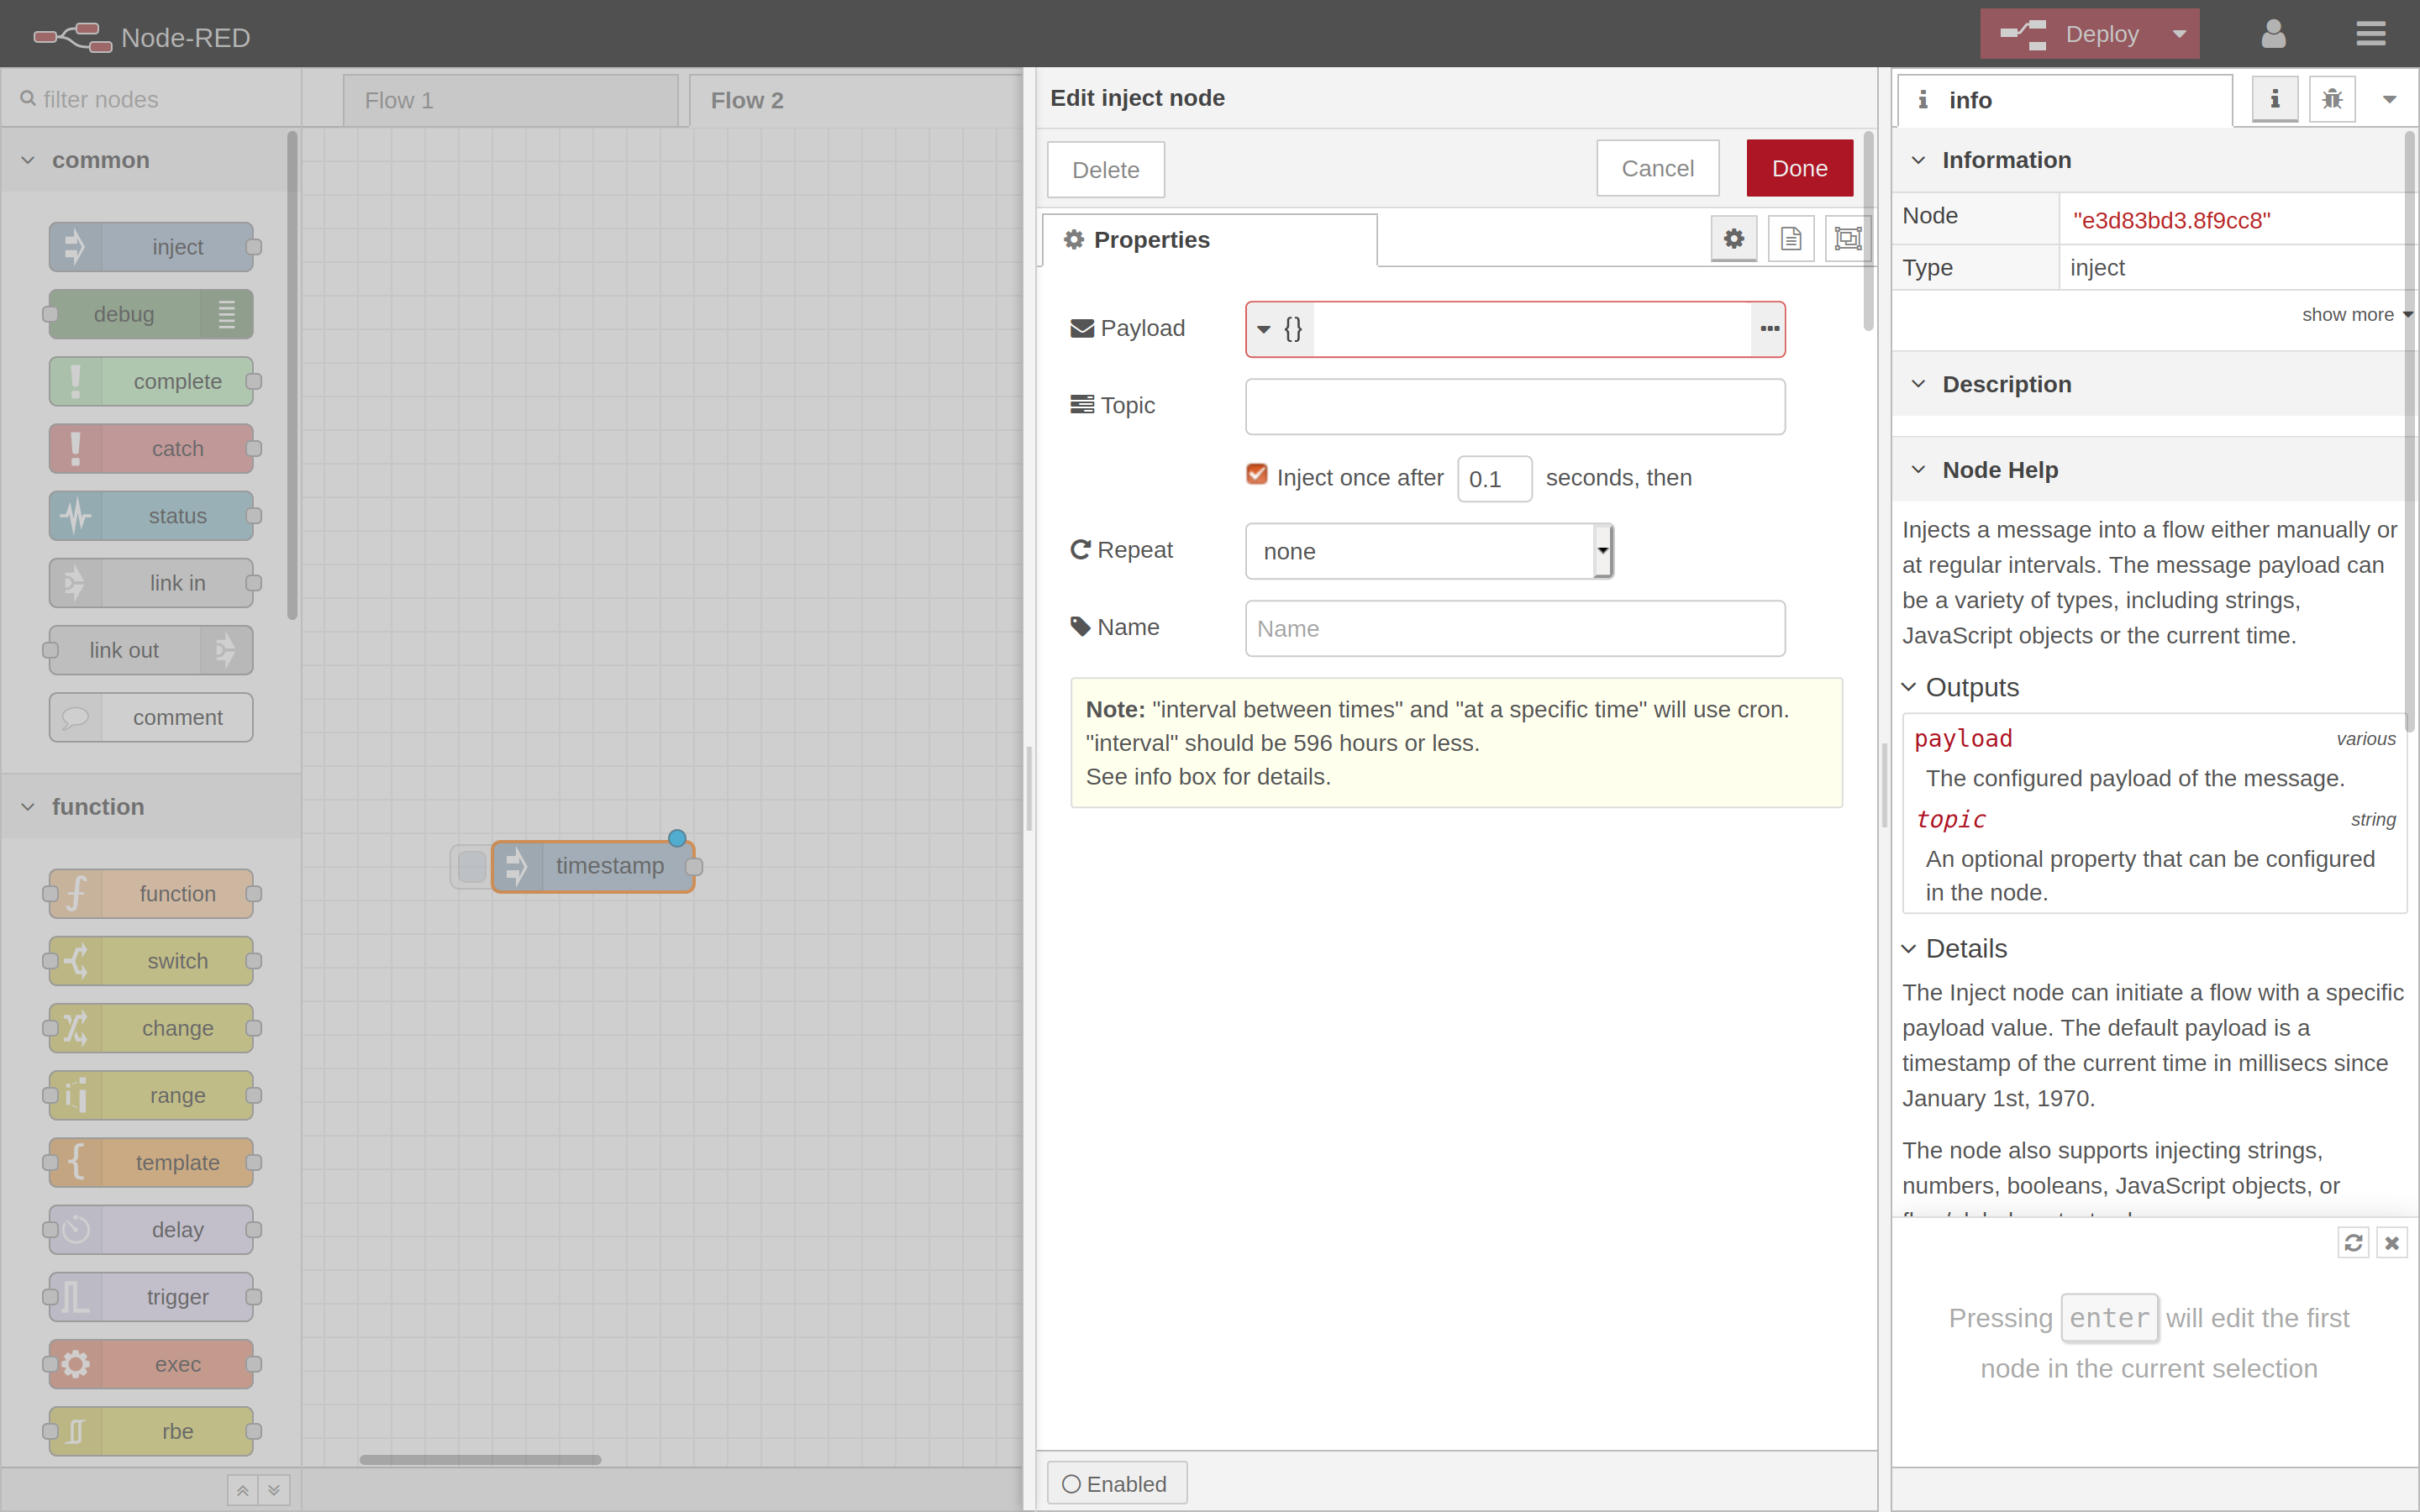 Node-RED
Deploy
filter nodes
common
inject
debug
complete
catch
status
link in
link out
comment
function
function
switch
change
range
template
delay
trigger
exec
rbe
Flow 1
Flow 2
timestamp
Edit inject node
Delete
Cancel
Done
Properties
Payload
{}
Topic
Inject once after 0.1 seconds, then
Repeat
none
Name
Name
Note: "interval between times" and "at a specific time" will use cron.
"interval" should be 596 hours or less.
See info box for details.
Enabled
info
Information
Node "e3d83bd3.8f9cc8"
Type inject
show more
Description
Node Help
Injects a message into a flow either manually or
at regular intervals. The message payload can
be a variety of types, including strings,
JavaScript objects or the current time.
Outputs
payload various
The configured payload of the message.
topic string
An optional property that can be configured
in the node.
Details
The Inject node can initiate a flow with a specific
payload value. The default payload is a
timestamp of the current time in millisecs since
January 1st, 1970.
The node also supports injecting strings,
numbers, booleans, JavaScript objects, or
Pressing enter will edit the first
node in the current selection